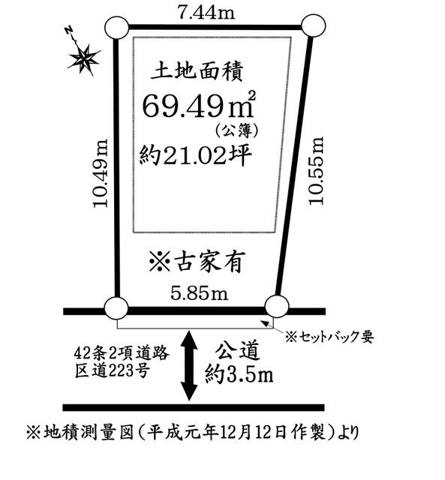 7.44m
N
土地面積
69.49㎡
(公簿)
約21.02坪
10.49m
10.55m
※古家有
5.85m
※セットバック要
42条2項道路
区道223号
公道
約3.5m
※地積測量図(平成元年12月12日作製)より